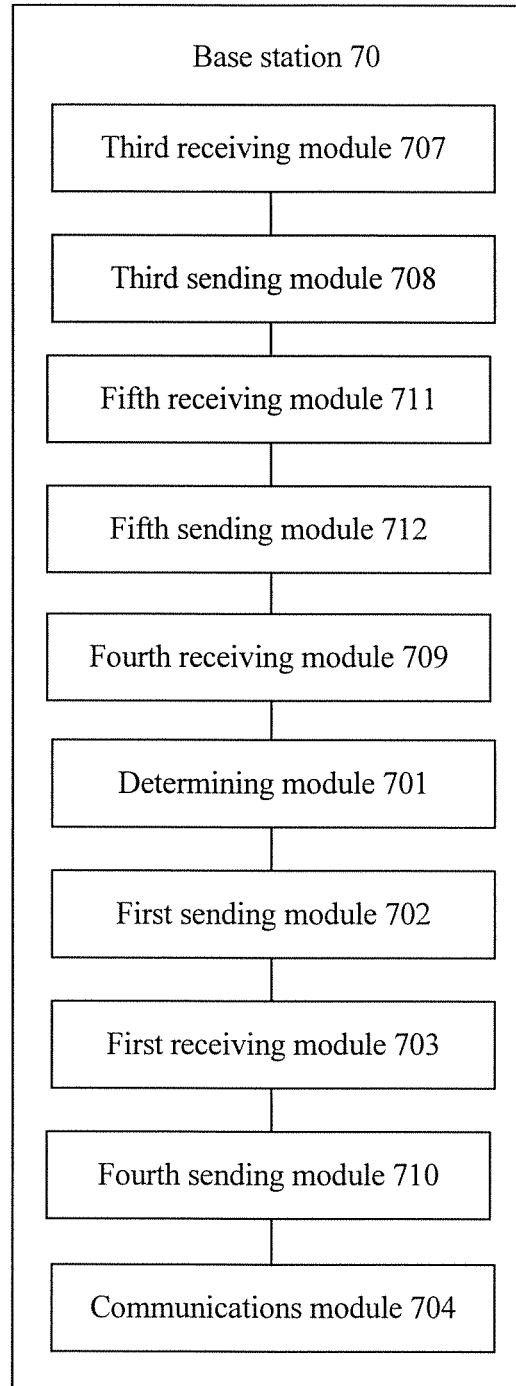 Base station 70
Third receiving module 707
Third sending module 708
Fifth receiving module 711
Fifth sending module 712
Fourth receiving module 709
Determining module 701
First sending module 702
First receiving module 703
Fourth sending module 710
Communications module 704